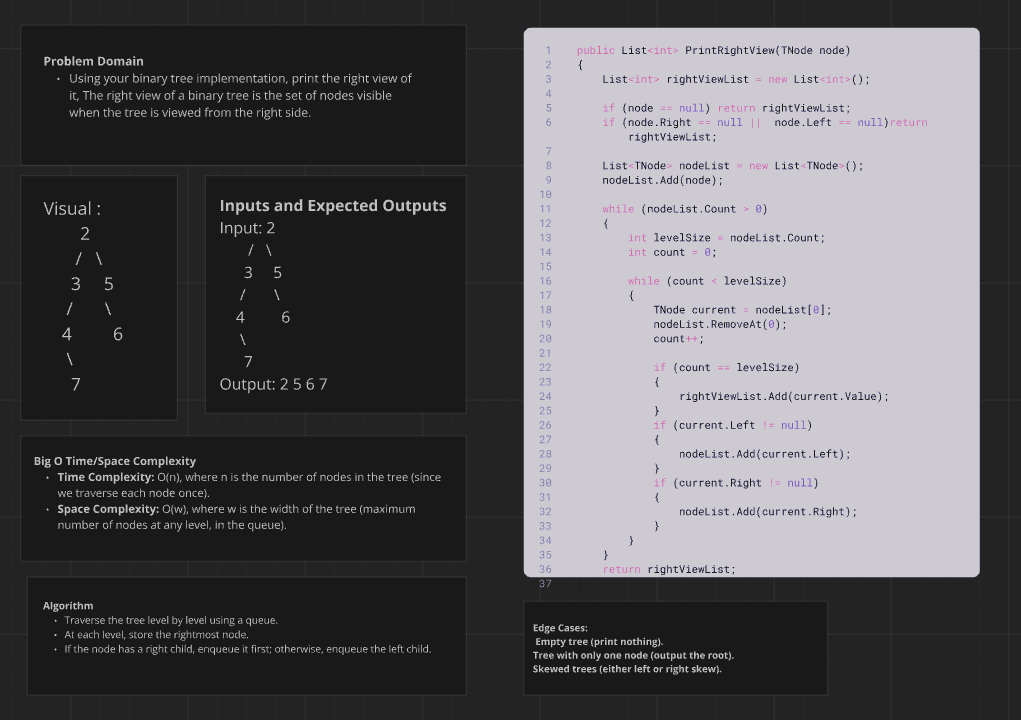 Problem Domain
• Using your binary tree implementation, print the right view of
it, The right view of a binary tree is the set of nodes visible
when the tree is viewed from the right side.
Visual :
2
/ \
3 5
/ \
4 6
\
7
Inputs and Expected Outputs
Input: 2
/ \
3 5
/ \
4 6
\
7
Output: 2 5 6 7
Big O Time/Space Complexity
• Time Complexity: O(n), where n is the number of nodes in the tree (since
we traverse each node once).
• Space Complexity: O(w), where w is the width of the tree (maximum
number of nodes at any level, in the queue).
Algorithm
• Traverse the tree level by level using a queue.
• At each level, store the rightmost node.
• If the node has a right child, enqueue it first; otherwise, enqueue the left child.
1 public List<int> PrintRightView(TNode node)
2 {
3 List<int> rightViewList = new List<int>();
4
5 if (node == null) return rightViewList;
6 if (node.Right == null || node.Left == null)return
rightViewList;
7
8 List<TNode> nodeList = new List<TNode>();
9 nodeList.Add(node);
10
11 while (nodeList.Count > 0)
12 {
13 int levelSize = nodeList.Count;
14 int count = 0;
15
16 while (count < levelSize)
17 {
18 TNode current = nodeList[0];
19 nodeList.RemoveAt(0);
20 count++;
21
22 if (count == levelSize)
23 {
24 rightViewList.Add(current.Value);
25 }
26 if (current.Left != null)
27 {
28 nodeList.Add(current.Left);
29 }
30 if (current.Right != null)
31 {
32 nodeList.Add(current.Right);
33 }
34 }
35 }
36 return rightViewList;
37
Edge Cases:
Empty tree (print nothing).
Tree with only one node (output the root).
Skewed trees (either left or right skew).